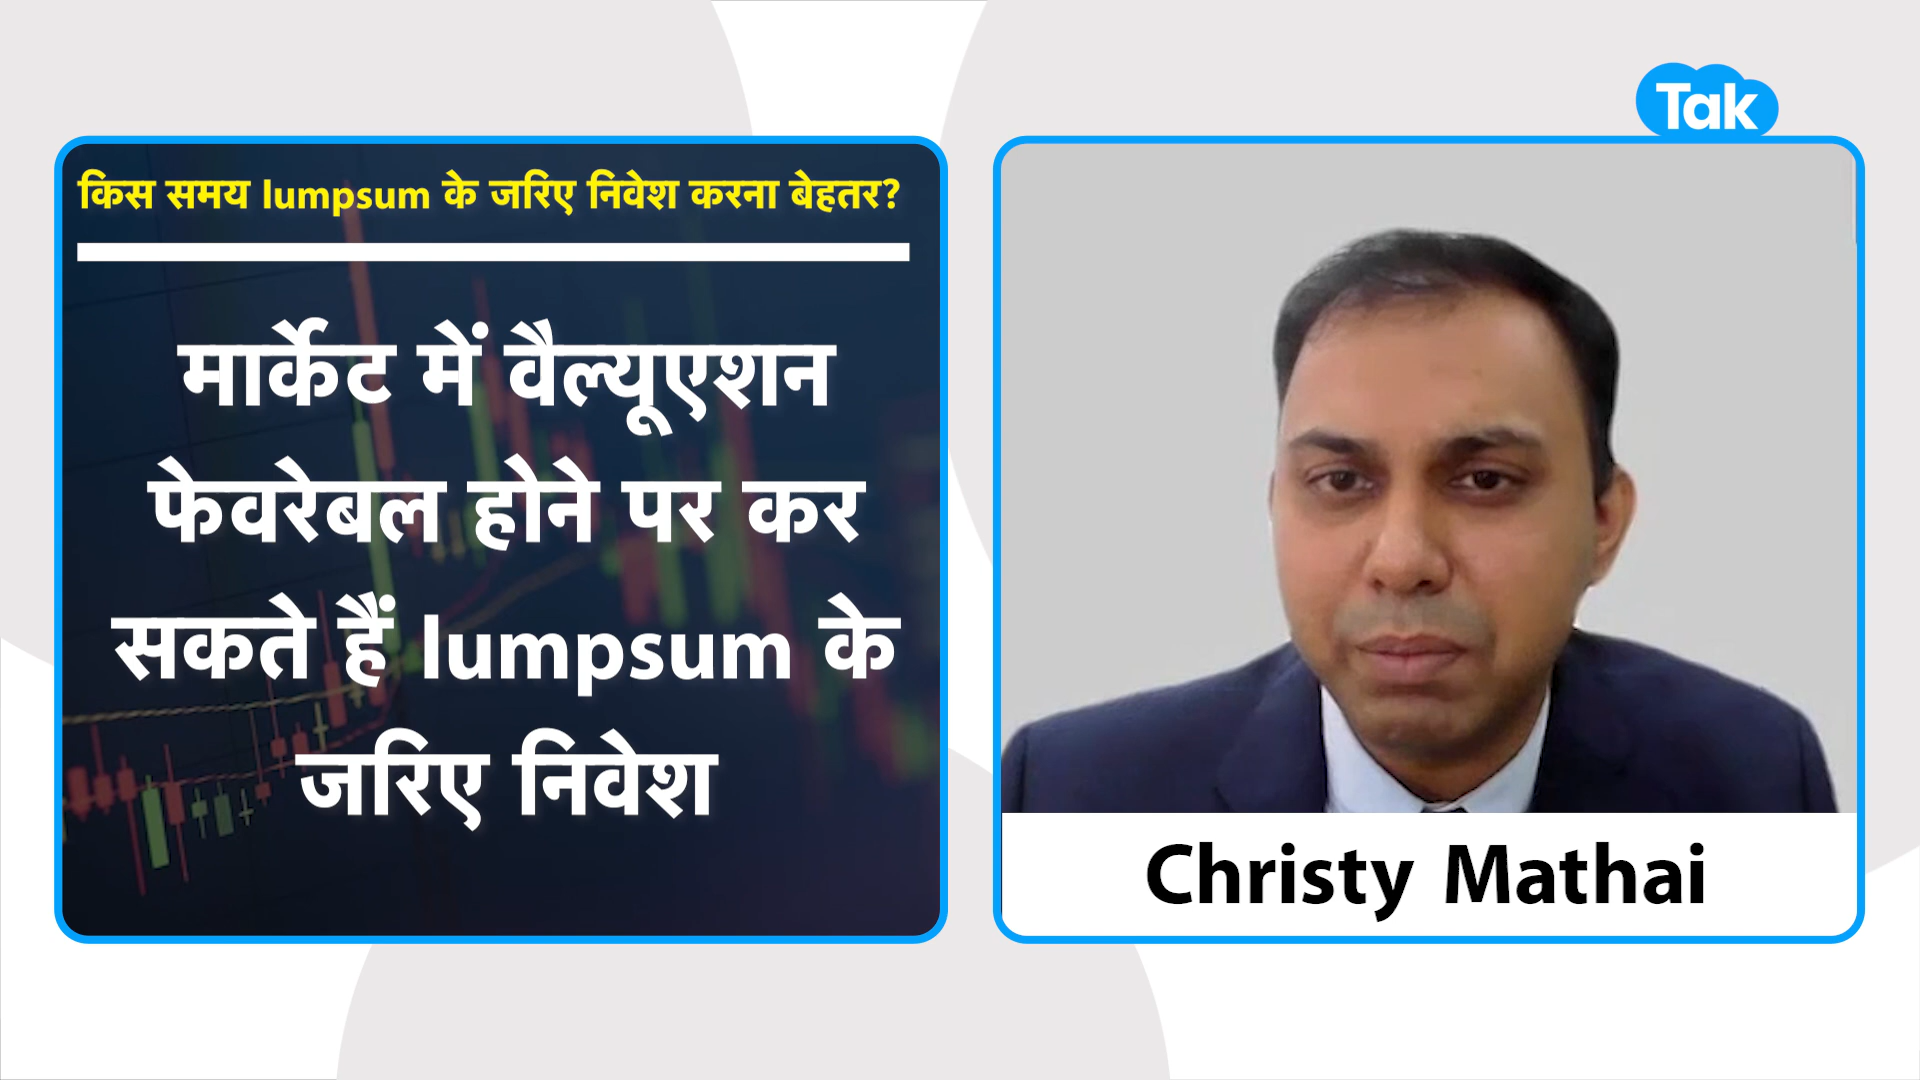 Tak
किस समय lumpsum के जरिए निवेश करना बेहतर?
मार्केट में वैल्यूएशन
फेवरेबल होने पर कर
सकते हैं lumpsum के
जरिए निवेश
Christy Mathai